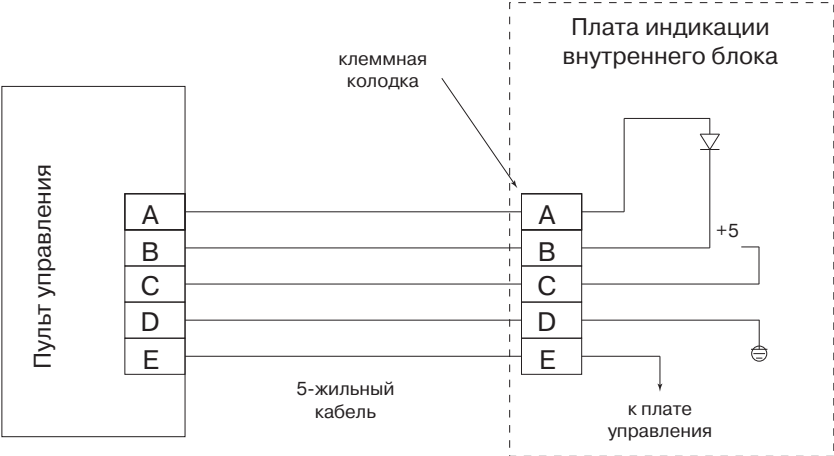 Плата индикации
внутреннего блока
клеммная
колодка
Пульт управления
A
B
C
D
E
A
B
C
D
E
+5
5-жильный
кабель
к плате
управления